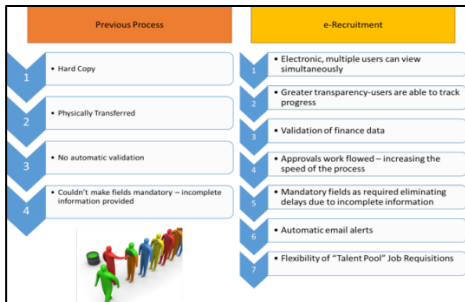 Previous Process
1
• Hard Copy
2
• Physically Transferred
3
• No automatic validation
4
• Couldn't make fields mandatory – incomplete
information provided
e-Recruitment
1
• Electronic, multiple users can view
simultaneously
2
• Greater transparency-users are able to track
progress
3
• Validation of finance data
4
• Approvals work flowed – increasing the
speed of the process
5
• Mandatory fields as required eliminating
delays due to incomplete information
6
• Automatic email alerts
7
• Flexibility of "Talent Pool" Job Requisitions